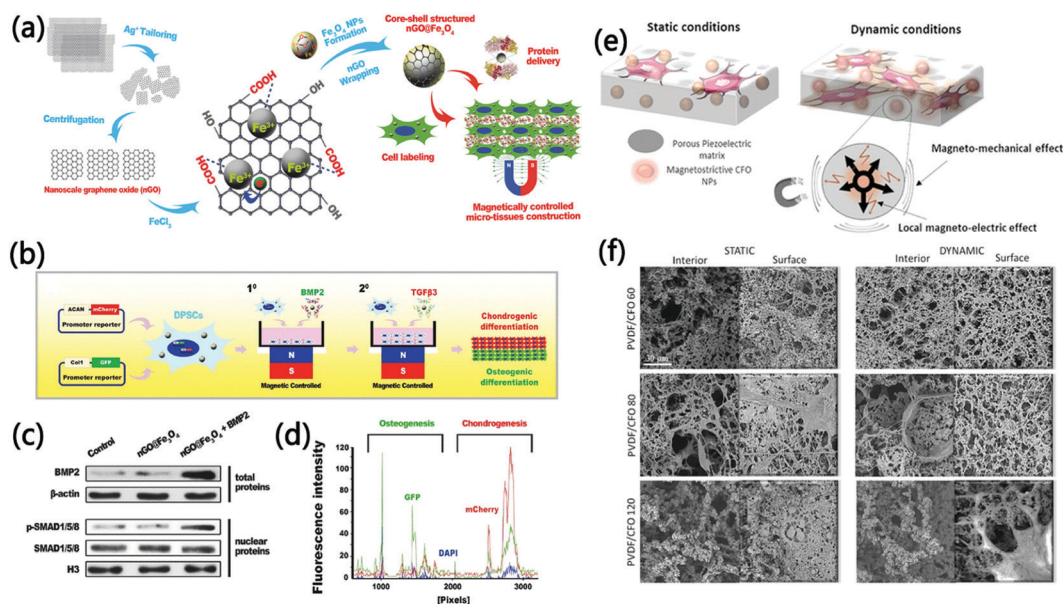 (a)
Ag⁺ Tailoring
Centrifugation
Nanoscale graphene oxide (nGO)
FeCl₃
COOH
OH
HO
Fe³⁺
Fe³⁺
Fe³⁺
COOH
COOH
OH
Fe₃O₄ NPs
Formation
nGO
Wrapping
Core-shell structured
nGO@Fe₃O₄
Protein
delivery
Cell labeling
N
S
Magnetically controlled
micro-tissues construction
(b)
ACAN
mCherry
Promoter reporter
Col1
GFP
Promoter reporter
DPSCs
1⁰
BMP2
N
S
Magnetic Controlled
2⁰
TGFβ3
N
S
Magnetic Controlled
Chondrogenic
differentiation
Osteogenic
differentiation
(c)
Control
nGO@Fe₃O₄
nGO@Fe₃O₄ + BMP2
BMP2
β-actin
total
proteins
p-SMAD1/5/8
SMAD1/5/8
H3
nuclear
proteins
(d)
Osteogenesis
Chondrogenesis
Fluorescence intensity
120
100
80
60
40
20
0
GFP
DAPI
mCherry
1000
2000
3000
[Pixels]
(e)
Static conditions
Dynamic conditions
Porous Piezoelectric
matrix
Magnetostrictive CFO
NPs
Magneto-mechanical effect
Local magneto-electric effect
(f)
STATIC
Interior
Surface
DYNAMIC
Interior
Surface
PVDF/CFO 60
30 µm
PVDF/CFO 80
PVDF/CFO 120